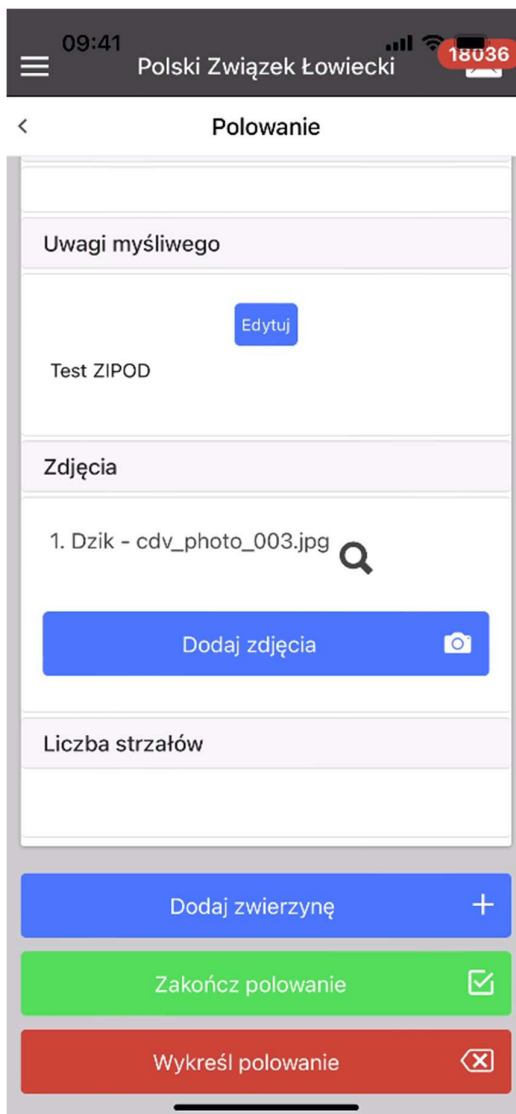 09:41
18036
Polski Związek Łowiecki
Polowanie
Uwagi myśliwego
Edytuj
Test ZIPOD
Zdjęcia
1. Dzik - cdv_photo_003.jpg
Dodaj zdjęcia
Liczba strzałów
Dodaj zwierzynę
Zakończ polowanie
Wykreśl polowanie